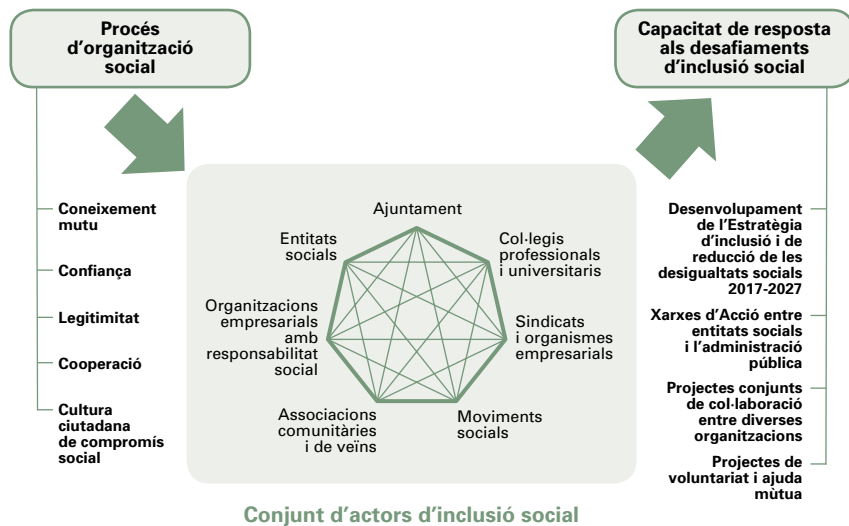 Procés
d'organització
social
Coneixement
mutu
Confiança
Legitimitat
Cooperació
Cultura
ciutadana
de compromís
social
Ajuntament
Entitats
socials
Col·legis
professionals
i universitaris
Organitzacions
empresarials
amb
responsabilitat
social
Sindicats
i organismes
empresarials
Associacions
comunitàries
i de veïns
Moviments
socials
Conjunt d'actors d'inclusió social
Capacitat de resposta
als desafiaments
d'inclusió social
Desenvolupament
de l'Estratègia
d'inclusió i de
reducció de les
desigualtats socials
2017-2027
Xarxes d'Acció entre
entitats socials
i l'administració
pública
Projectes conjunts
de col·laboració
entre diverses
organitzacions
Projectes de
voluntariat i ajuda
mùtua